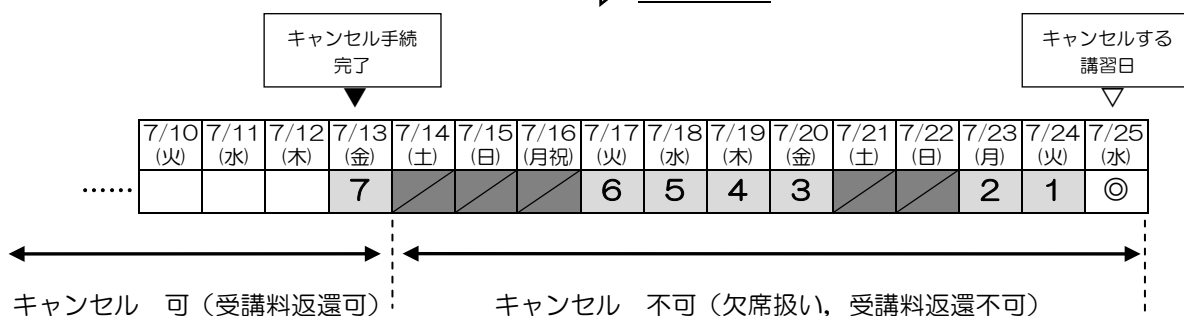 キャンセル手続
完了
キャンセルする
講習日
7/10 7/11 7/12 7/13 7/14 7/15 7/16 7/17 7/18 7/19 7/20 7/21 7/22 7/23 7/24 7/25
(火) (水) (木) (金) (土) (日) (月祝) (火) (水) (木) (金) (土) (日) (月) (火) (水)
…… 7 6 5 4 3 2 1 ◎
キャンセル 可（受講料返還可） キャンセル 不可（欠席扱い，受講料返還不可）